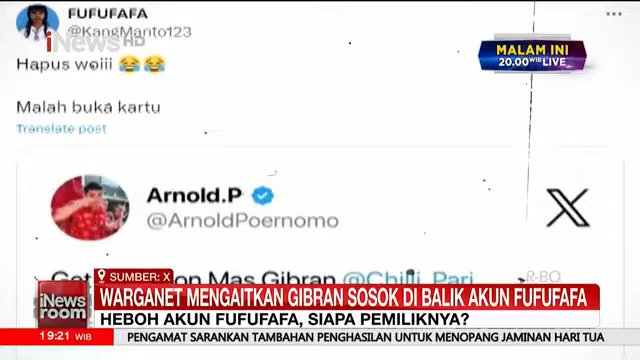 FUFUFAFA
@KangManto123
iNews HD
Hapus woiii 😂😂
MALAM INI
20.00 WIB LIVE
Malah buka kartu
Translate post
Arnold.P
@ArnoldPoernomo
X
Mas Gibran @Chilli_Pari
R-BO
SUMBER: X
iNews room
WARGANET MENGAITKAN GIBRAN SOSOK DI BALIK AKUN FUFUFAFA
HEBOH AKUN FUFUFAFA, SIAPA PEMILIKNYA?
19:21 WIB
PENGAMAT SARANKAN TAMBAHAN PENGHASILAN UNTUK MENOPANG JAMINAN HARI TUA